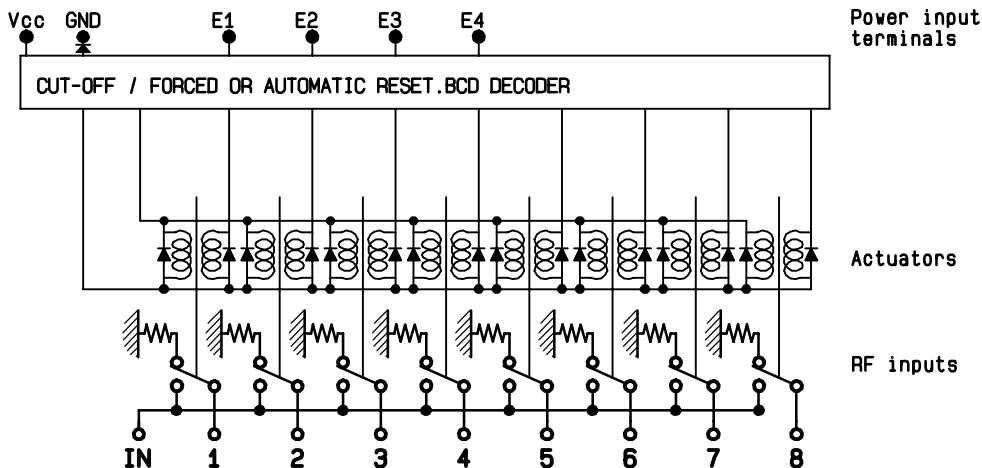 Vcc GND E1 E2 E3 E4 Power input
terminals
CUT-OFF / FORCED OR AUTOMATIC RESET.BCD DECODER
Actuators
RF inputs
IN 1 2 3 4 5 6 7 8